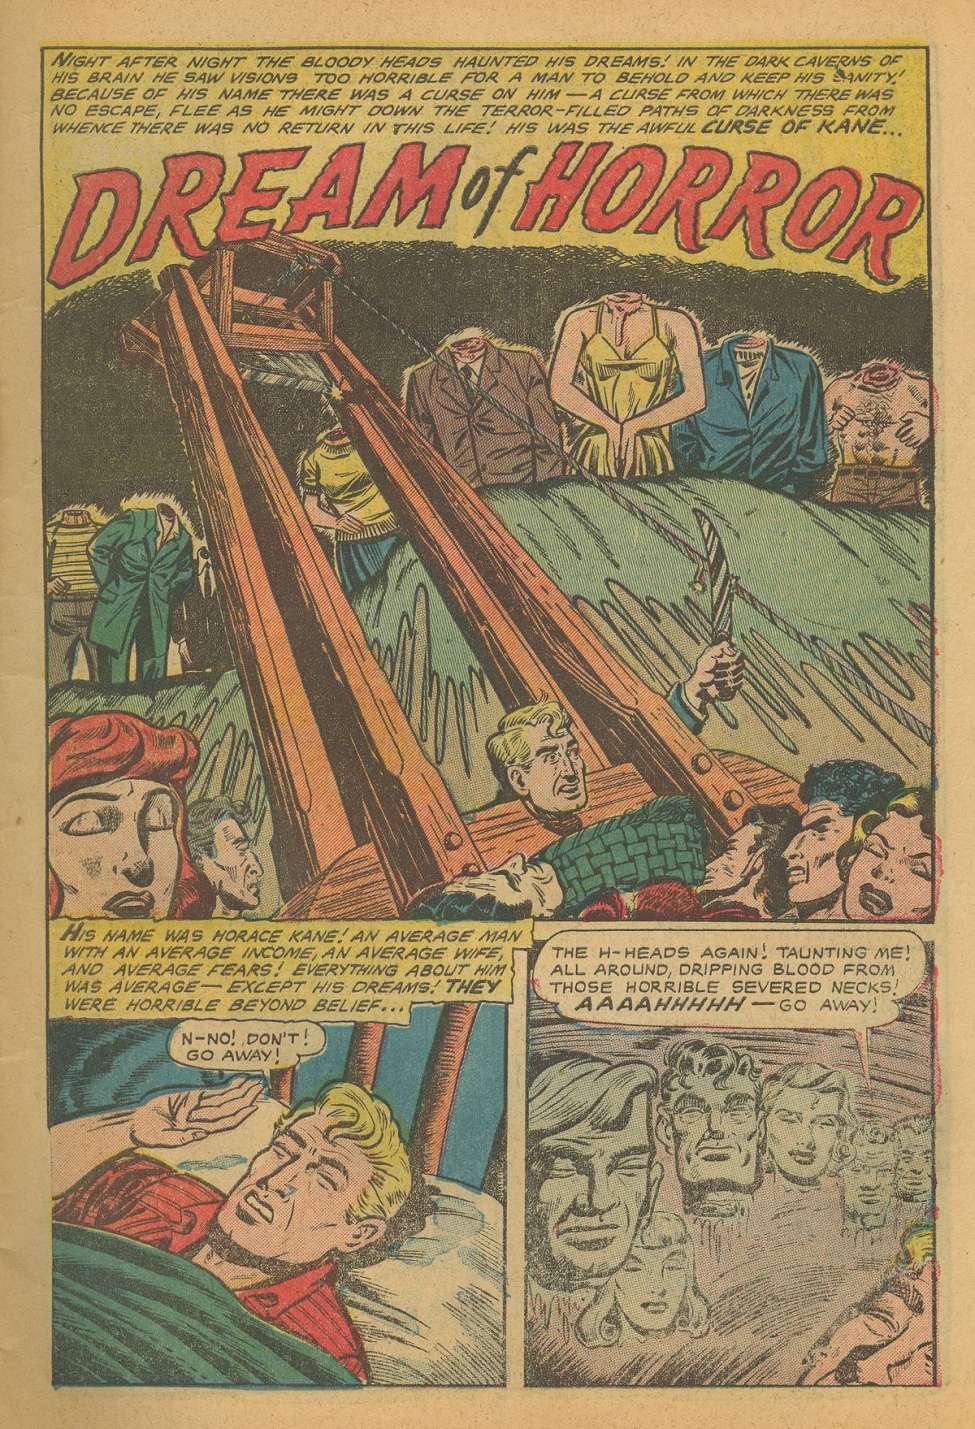 NIGHT AFTER NIGHT THE BLOODY HEADS HAUNTED HIS DREAMS! IN THE DARK CAVERNS OF
HIS BRAIN HE SAW VISIONS TOO HORRIBLE FOR A MAN TO BEHOLD AND KEEP HIS SANITY!
BECAUSE OF HIS NAME THERE WAS A CURSE ON HIM — A CURSE FROM WHICH THERE WAS
NO ESCAPE, FLEE AS HE MIGHT DOWN THE TERROR-FILLED PATHS OF DARKNESS FROM
WHENCE THERE WAS NO RETURN IN THIS LIFE! HIS WAS THE AWFUL CURSE OF KANE...
DREAM of HORROR
HIS NAME WAS HORACE KANE! AN AVERAGE MAN
WITH AN AVERAGE INCOME, AN AVERAGE WIFE,
AND AVERAGE FEARS! EVERYTHING ABOUT HIM
WAS AVERAGE — EXCEPT HIS DREAMS! THEY
WERE HORRIBLE BEYOND BELIEF...
N-NO! DON'T!
GO AWAY!
THE H-HEADS AGAIN! TAUNTING ME!
ALL AROUND, DRIPPING BLOOD FROM
THOSE HORRIBLE SEVERED NECKS!
AAAAHHHHH — GO AWAY!